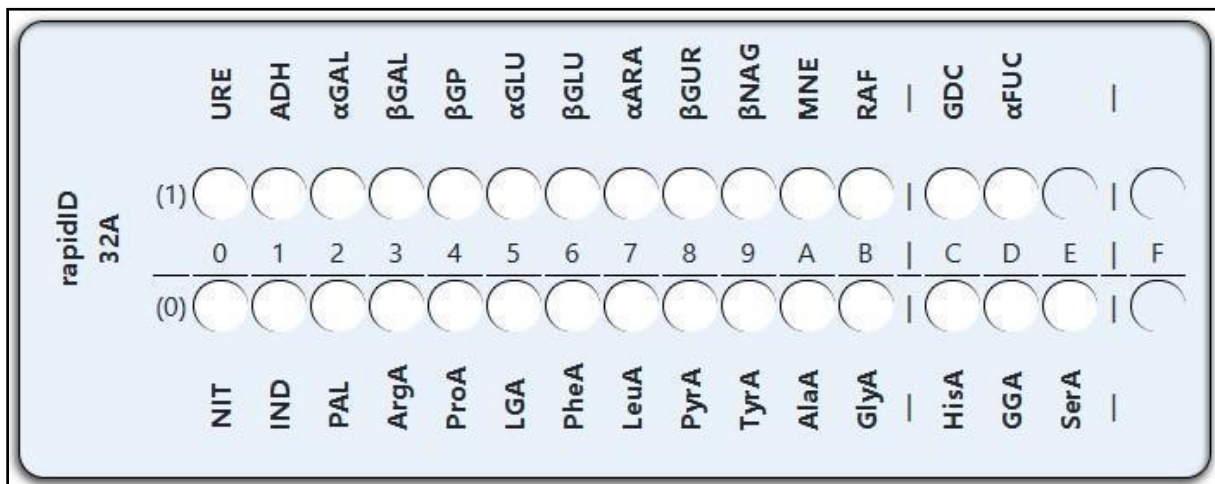 rapidID
32A
URE ADH αGAL βGAL βGP αGLU βGLU αARA βGUR βNAG MNE RAF | GDC αFUC |
(1) | |
0 1 2 3 4 5 6 7 8 9 A B | C D E | F
(0) | |
NIT IND PAL ArgA ProA LGA PheA LeuA PyrA TyrA AlaA GlyA | HisA GGA SerA |